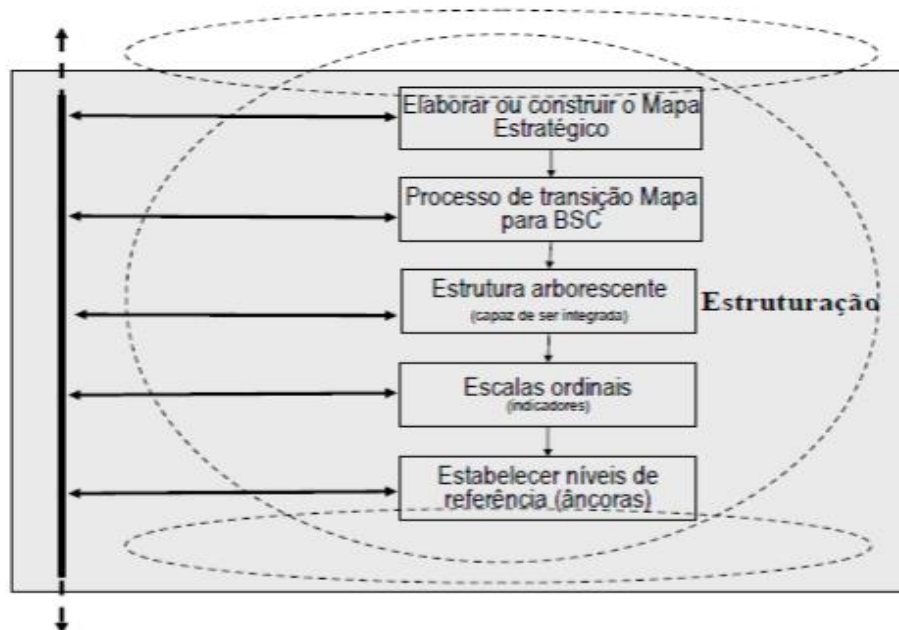 Elaborar ou construir o Mapa
Estratégico
Processo de transição Mapa
para BSC
Estrutura arborescente
(capaz de ser integrada)
Estruturação
Escalas ordinais
(indicadores)
Estabelecer níveis de
referência (âncoras)